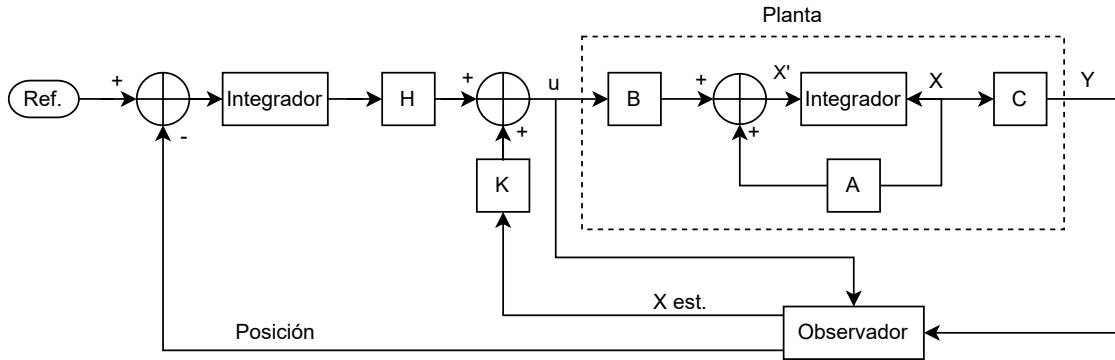 Planta
Ref.
+
-
Integrador
H
+
+
K
u
B
+
+
X'
Integrador
X
A
C
Y
X est.
Posición
Observador